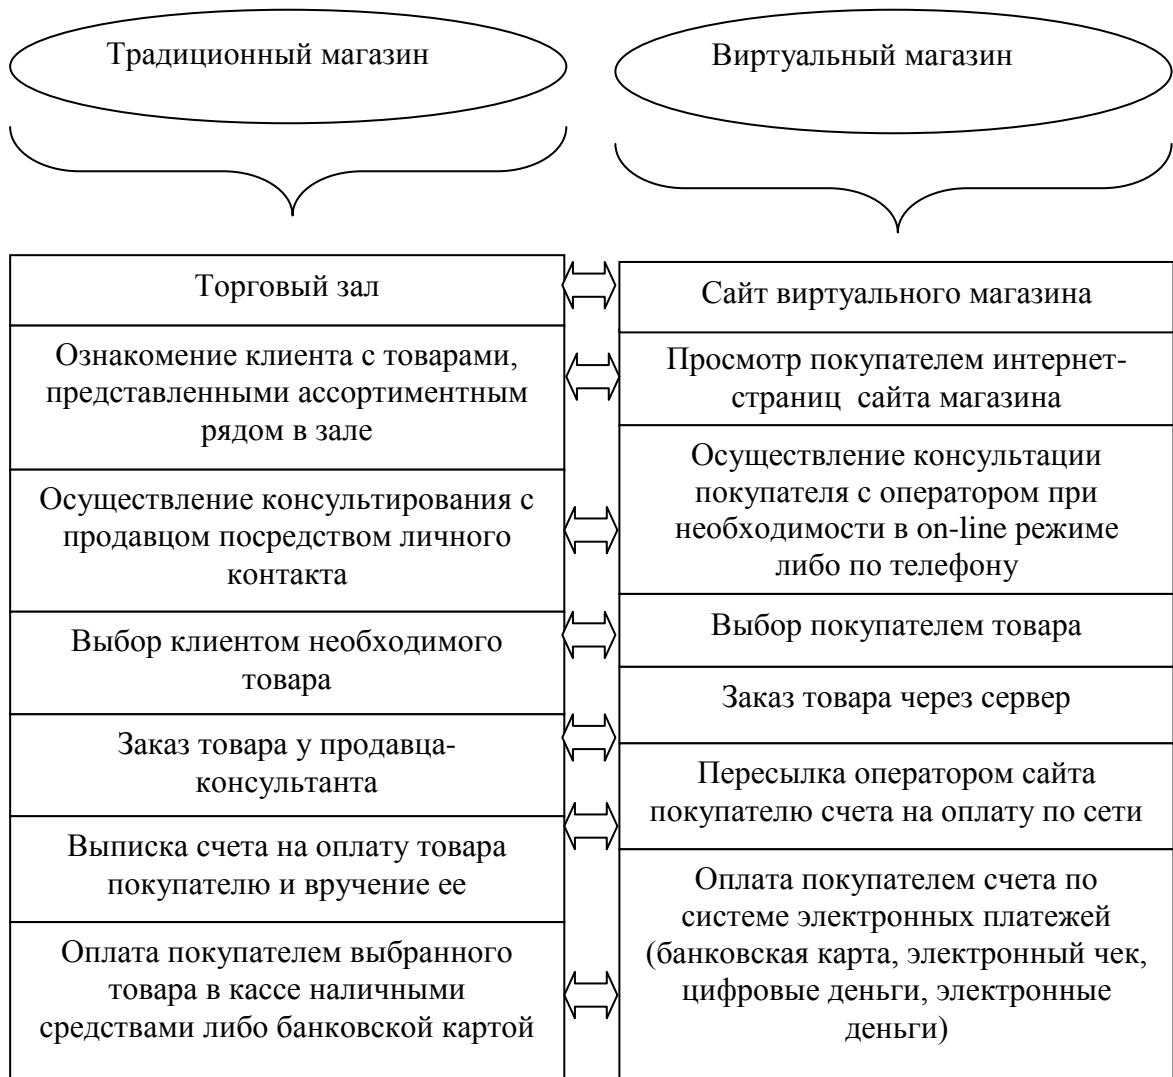 Традиционный магазин
Виртуальный магазин
Торговый зал
Ознакомение клиента с товарами,
представленными ассортиментным
рядом в зале
Осуществление консультирования с
продавцом посредством личного
контакта
Выбор клиентом необходимого
товара
Заказ товара у продавца-
консультанта
Выписка счета на оплату товара
покупателю и вручение ее
Оплата покупателем выбранного
товара в кассе наличными
средствами либо банковской картой
Сайт виртуального магазина
Просмотр покупателем интернет-
страниц сайта магазина
Осуществление консультации
покупателя с оператором при
необходимости в on-line режиме
либо по телефону
Выбор покупателем товара
Заказ товара через сервер
Пересылка оператором сайта
покупателю счета на оплату по сети
Оплата покупателем счета по
системе электронных платежей
(банковская карта, электронный чек,
цифровые деньги, электронные
деньги)